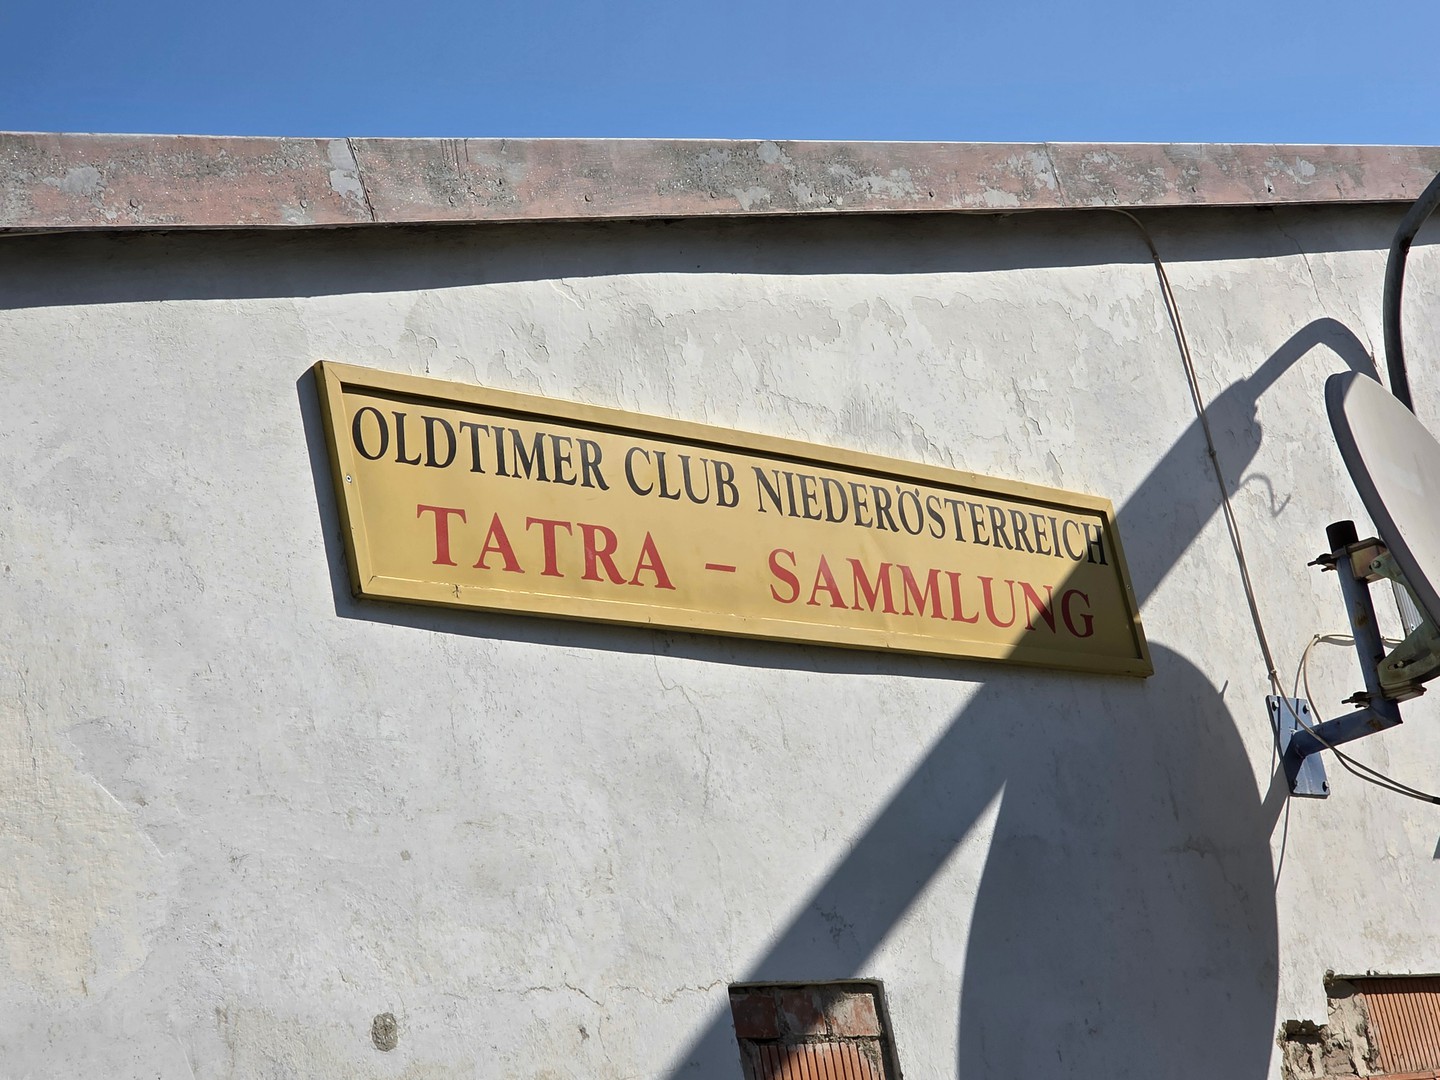 OLDTIMER CLUB NIEDERÖSTERREICH
TATRA – SAMMLUNG